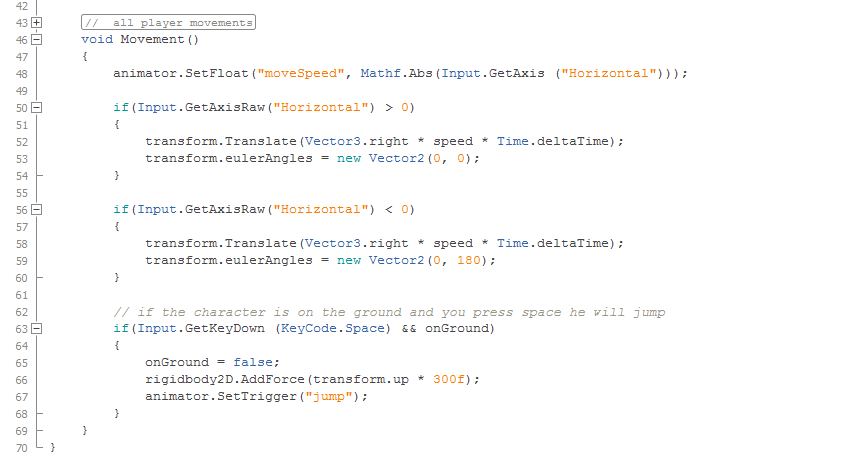 42
43 // all player movements
46 void Movement()
47 {
48 animator.SetFloat("moveSpeed", Mathf.Abs(Input.GetAxis ("Horizontal")));
49
50 if(Input.GetAxisRaw("Horizontal") > 0)
51 {
52 transform.Translate(Vector3.right * speed * Time.deltaTime);
53 transform.eulerAngles = new Vector2(0, 0);
54 }
55
56 if(Input.GetAxisRaw("Horizontal") < 0)
57 {
58 transform.Translate(Vector3.right * speed * Time.deltaTime);
59 transform.eulerAngles = new Vector2(0, 180);
60 }
61
62 // if the character is on the ground and you press space he will jump
63 if(Input.GetKeyDown (KeyCode.Space) && onGround)
64 {
65 onGround = false;
66 rigidbody2D.AddForce(transform.up * 300f);
67 animator.SetTrigger("jump");
68 }
69 }
70 }